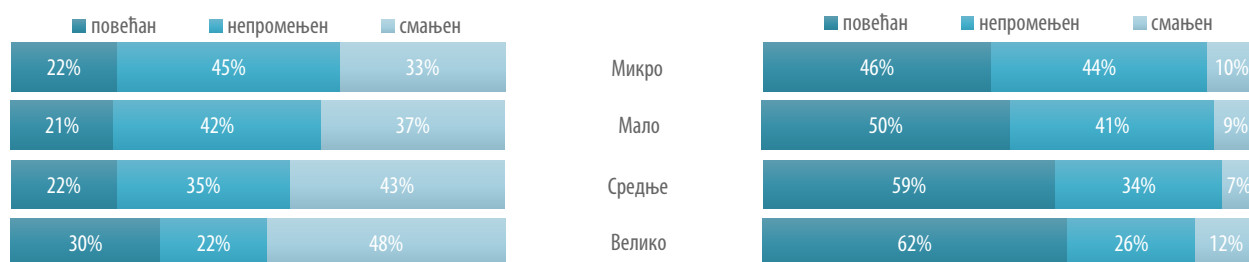 повећан непромењен смањен повећан непромењен смањен
22% 45% 33% Микро 46% 44% 10%
21% 42% 37% Мало 50% 41% 9%
22% 35% 43% Средње 59% 34% 7%
30% 22% 48% Велико 62% 26% 12%